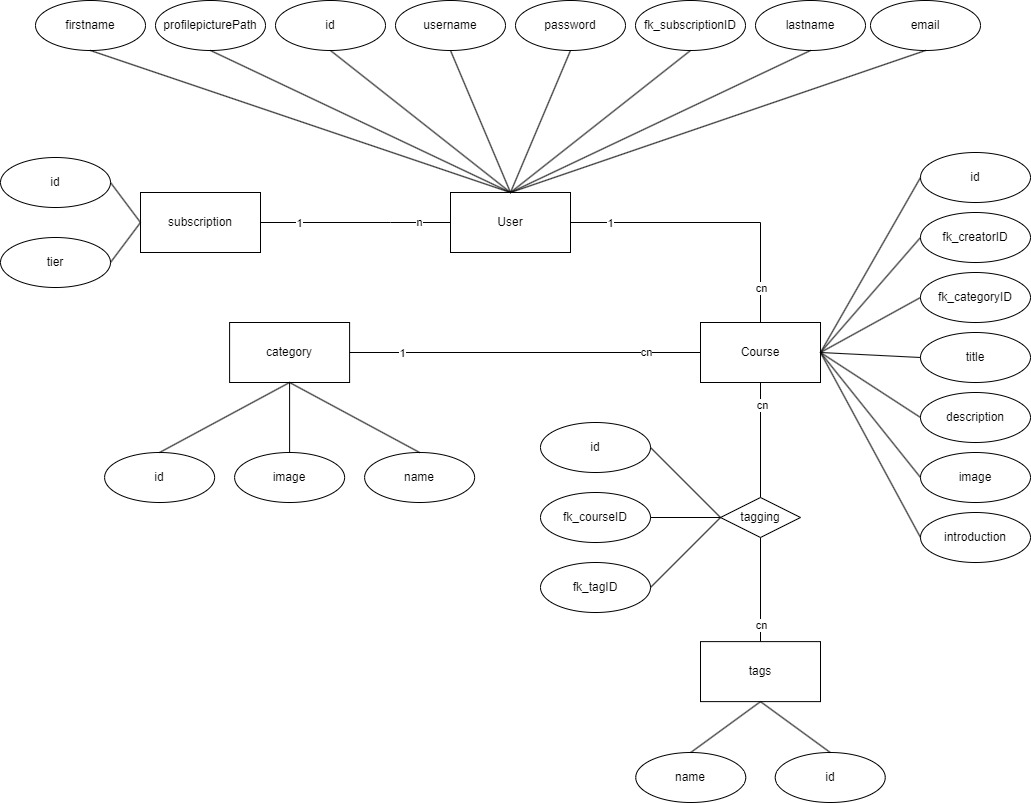 firstname
profilepicturePath
id
username
password
fk_subscriptionID
lastname
email
id
tier
subscription
1
n
User
1
cn
id
fk_creatorID
fk_categoryID
title
description
image
introduction
category
1
cn
Course
cn
id
image
name
id
fk_courseID
fk_tagID
tagging
cn
tags
name
id